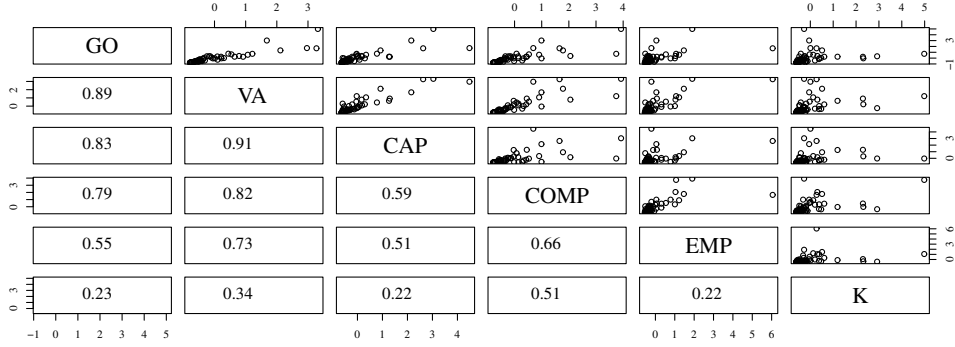 0 1 2 3 0 1 2 3 4 0 1 2 3 4 5
GO -1 1 3
0 2 0.89 VA
0.83 0.91 CAP 0 3
0 3 0.79 0.82 0.59 COMP
0.55 0.73 0.51 0.66 EMP 0 3 6
0 3 0.23 0.34 0.22 0.51 0.22 K
-1 0 1 2 3 4 5 0 1 2 3 4 0 1 2 3 4 5 6